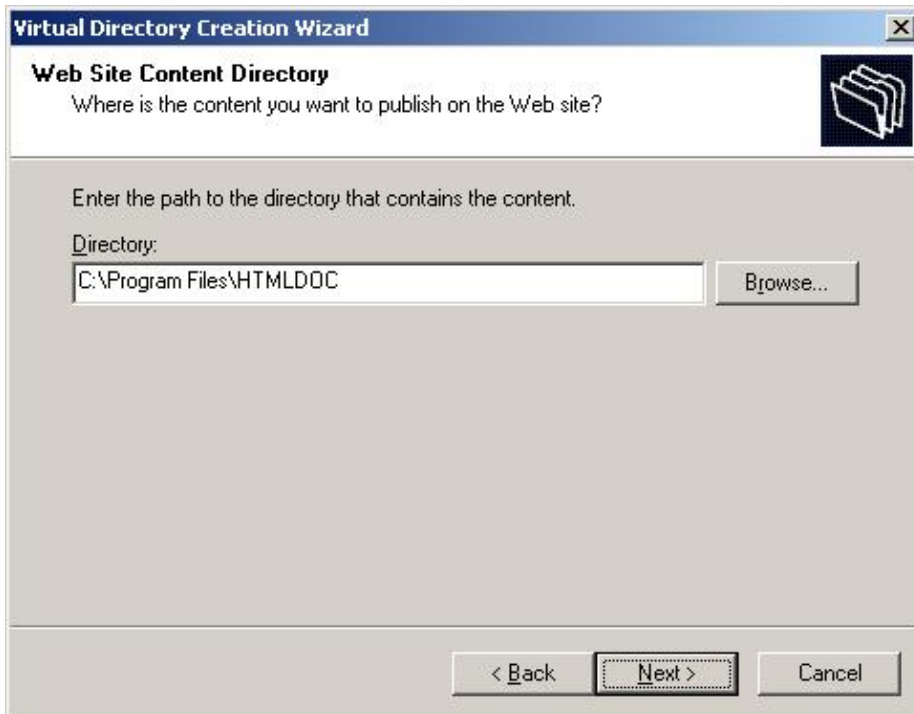 Virtual Directory Creation Wizard
Web Site Content Directory
Where is the content you want to publish on the Web site?
Enter the path to the directory that contains the content.
Directory:
C:\Program Files\HTMLDOC
Browse...
< Back
Next >
Cancel